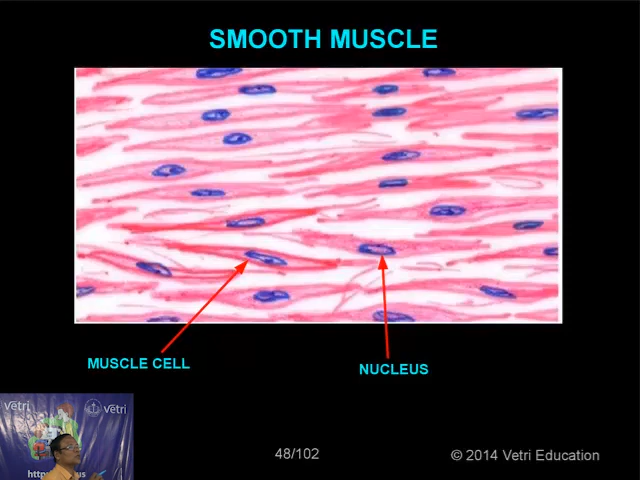 SMOOTH MUSCLE
MUSCLE CELL
NUCLEUS
Vetri
Vetri
48/102
© 2014 Vetri Education